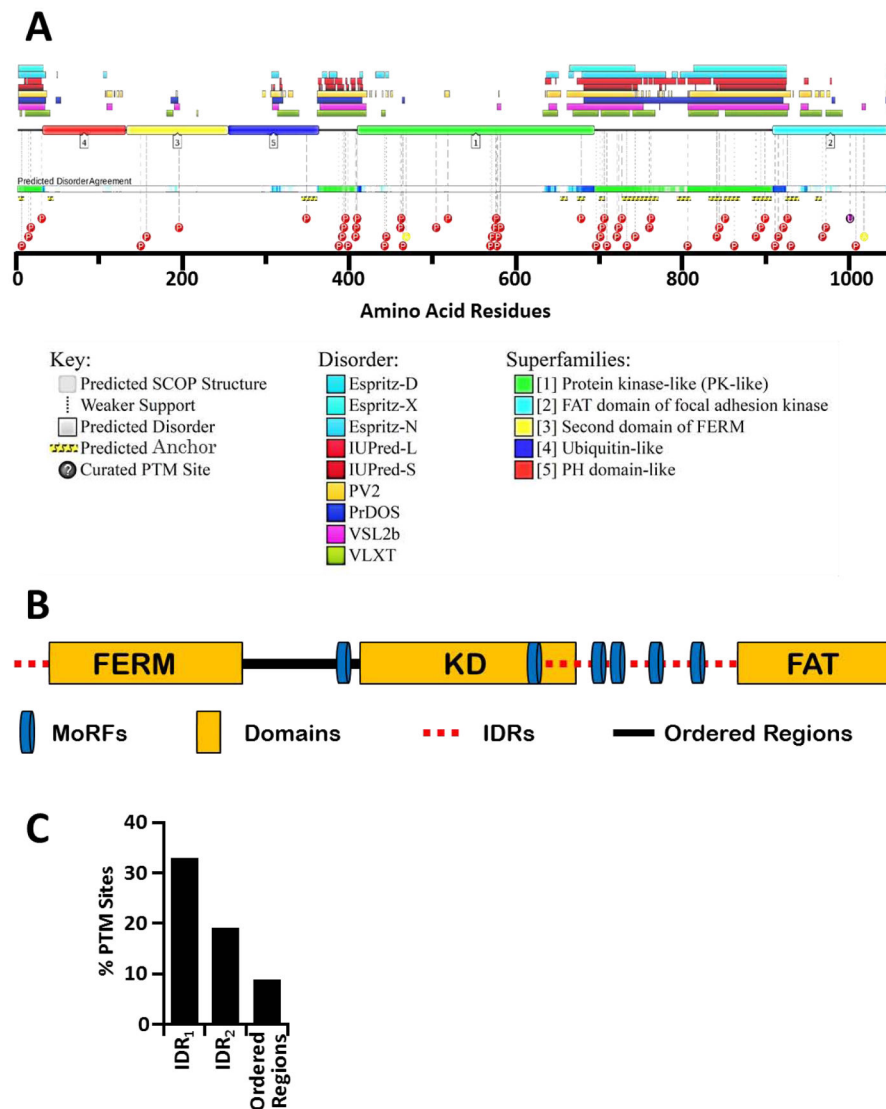 A
4
3
5
1
2
Predicted Disorder Agreement
0
200
400
600
800
1000
Amino Acid Residues
Key:
Predicted SCOP Structure
Weaker Support
Predicted Disorder
Predicted Anchor
? Curated PTM Site
Disorder:
Espritz-D
Espritz-X
Espritz-N
IUPred-L
IUPred-S
PV2
PrDOS
VSL2b
VLXT
Superfamilies:
[1] Protein kinase-like (PK-like)
[2] FAT domain of focal adhesion kinase
[3] Second domain of FERM
[4] Ubiquitin-like
[5] PH domain-like
B
FERM
KD
FAT
MoRFs
Domains
IDRs
Ordered Regions
C
% PTM Sites
40
30
20
10
0
IDR₁
IDR₂
Ordered
Regions